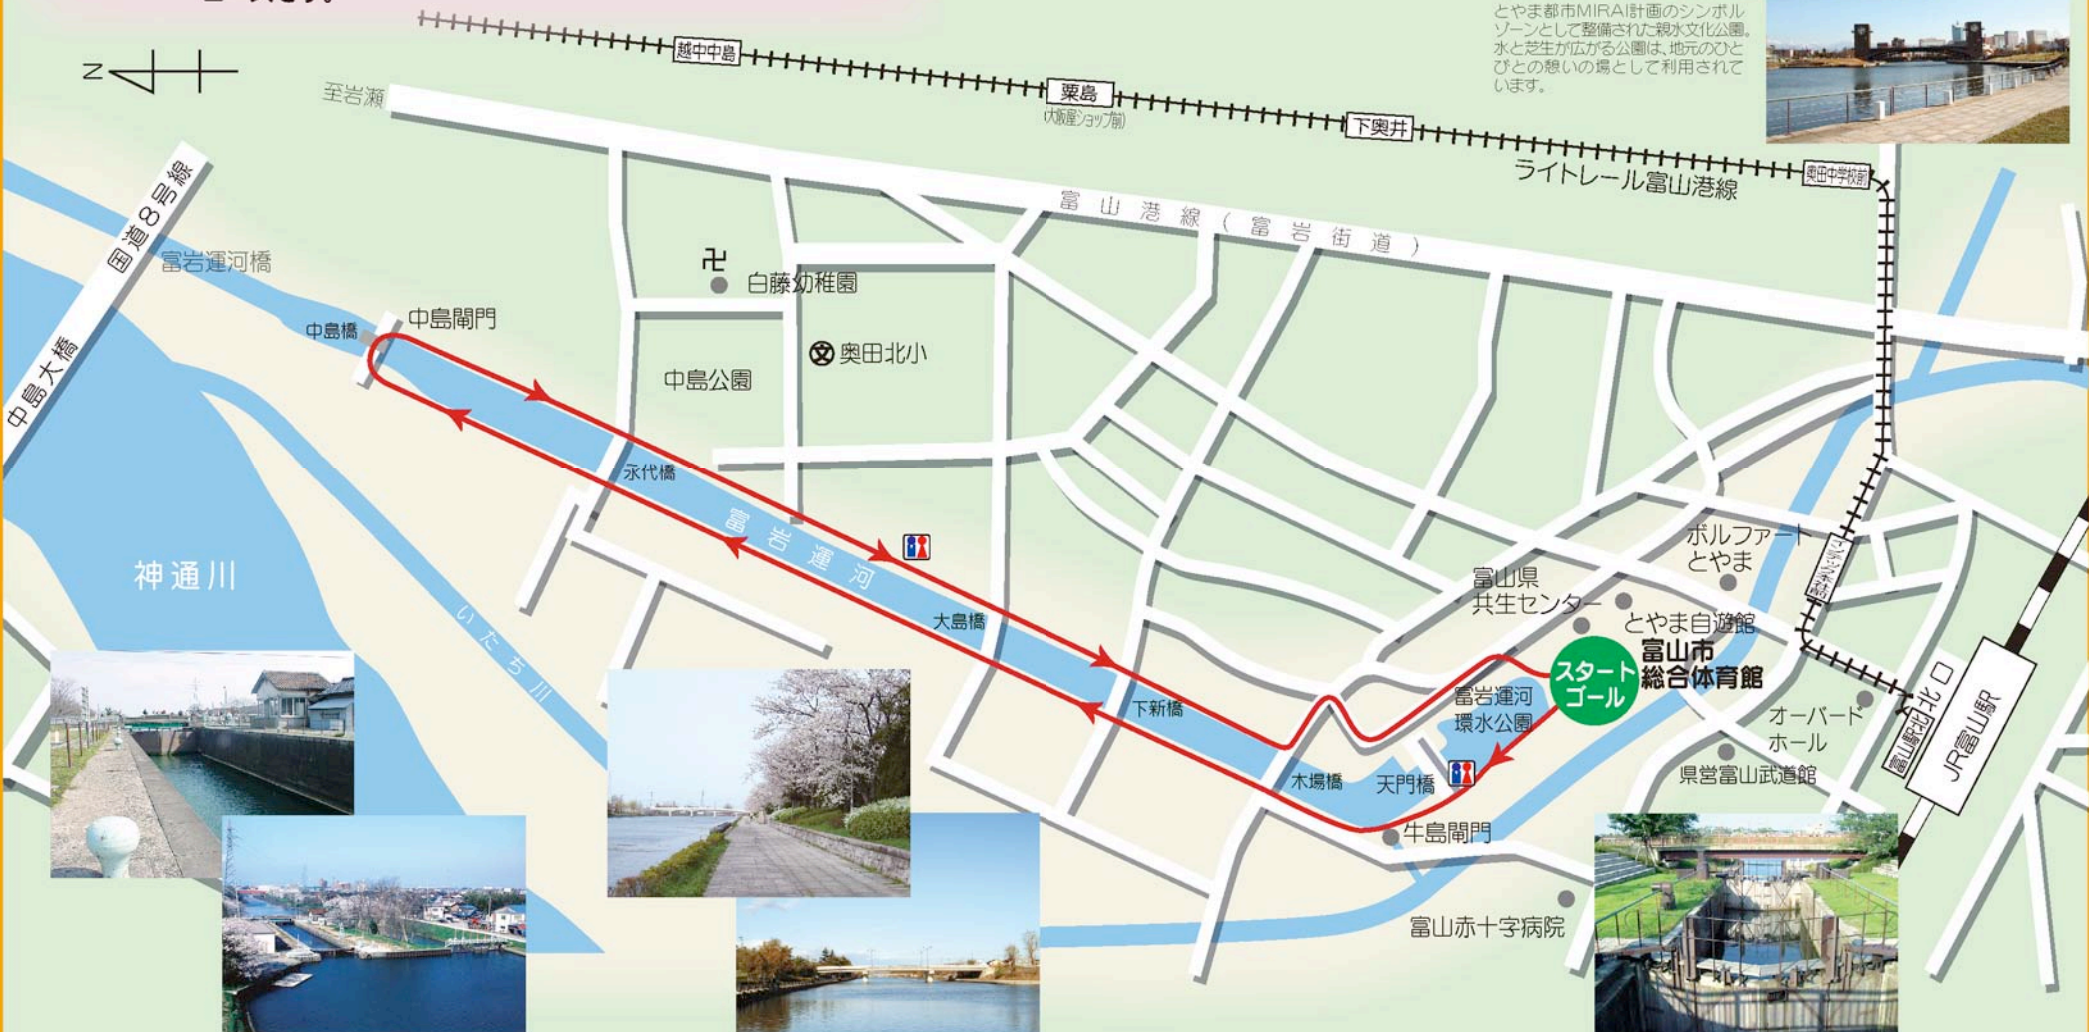 とやま都市MIRAI計画のシンボル
ゾーンとして整備された親水文化公園。
水と芝生が広がる公園は、地元のひと
びとの憩いの場として利用されて
います。
N
至岩瀬
越中中島
粟島
(大阪屋ショップ前)
下奥井
奥田中学校前
ライトレール富山港線
富山港線(富岩街道)
国道8号線
富岩運河橋
中島大橋
中島橋
中島閘門
卍
白藤幼稚園
文
奥田北小
中島公園
永代橋
富岩運河
大島橋
下新橋
木場橋
天門橋
牛島閘門
神通川
いたち川
ボルファート
とやま
富山県
共生センター
とやま自遊館
富山市
総合体育館
スタート
ゴール
富岩運河
環水公園
オーバード
ホール
県営富山武道館
北口
富山駅北
JR富山駅
富山赤十字病院